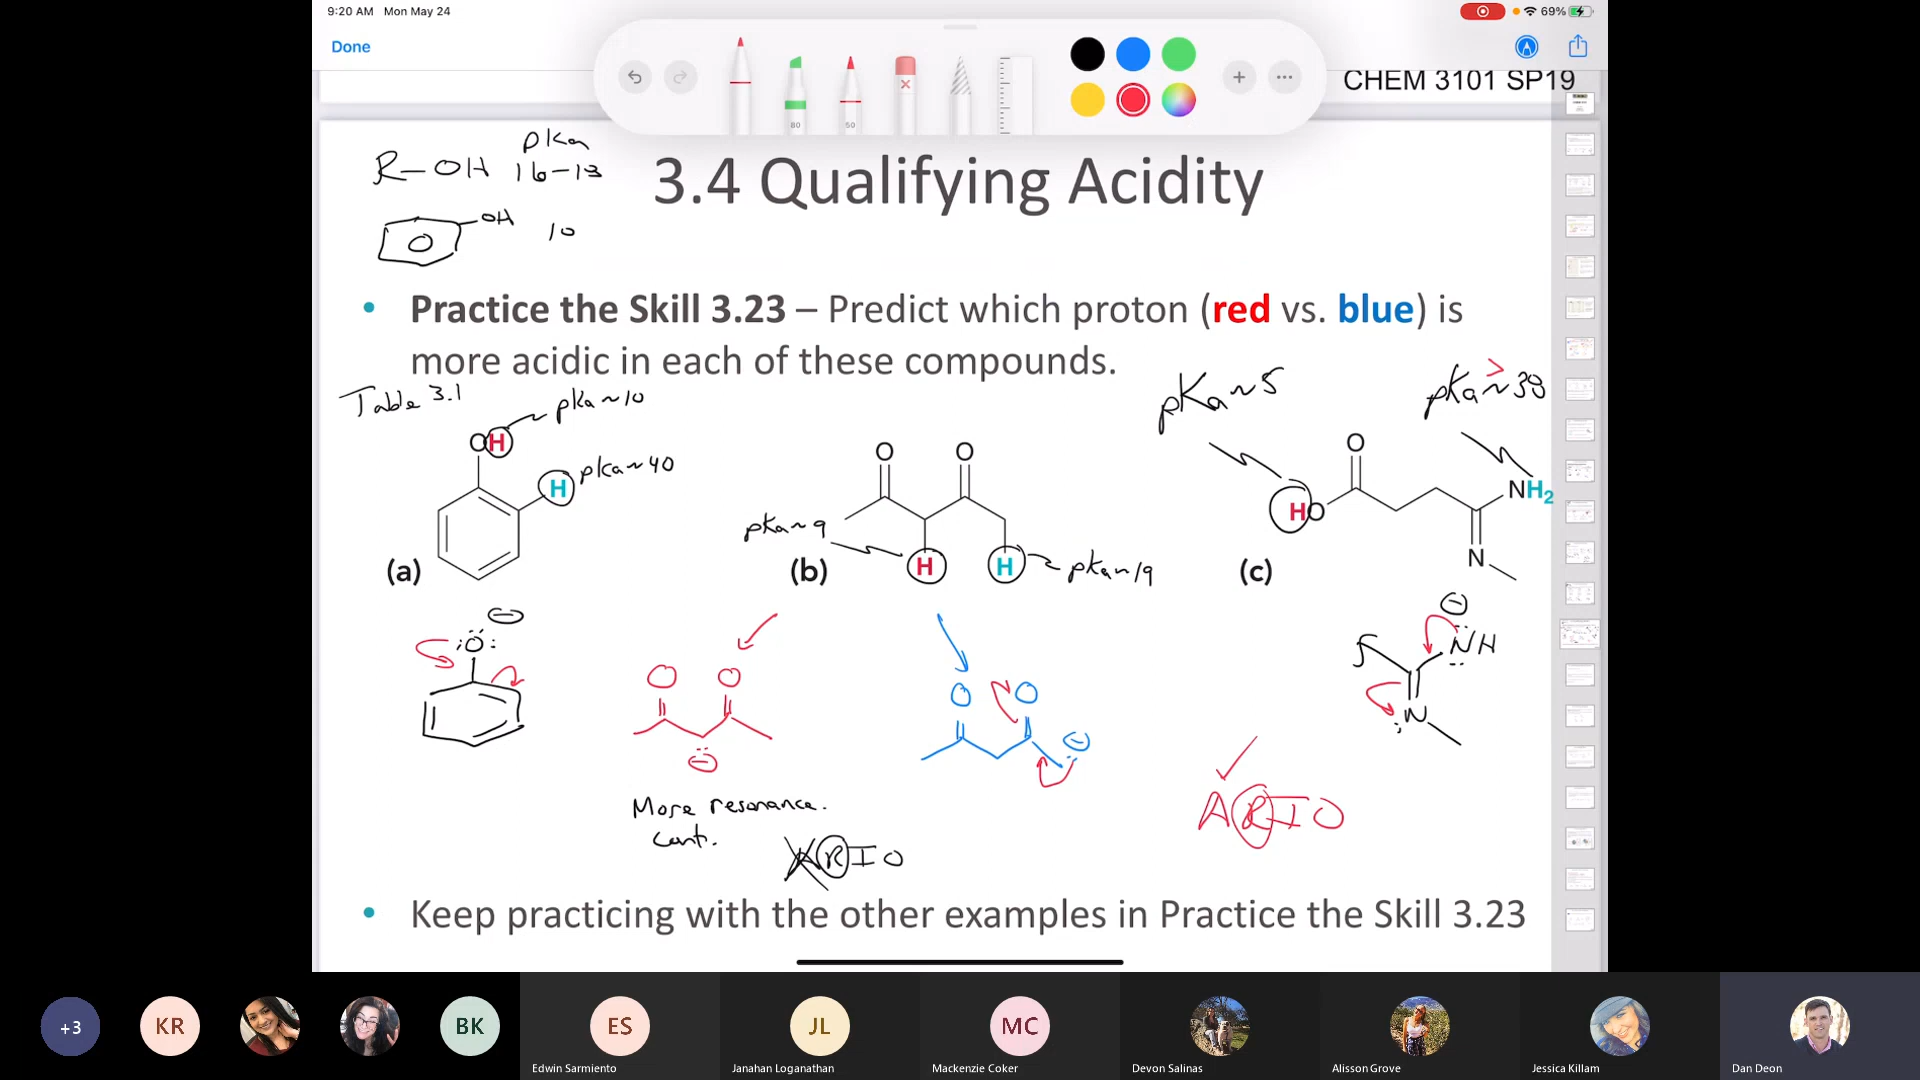 9:20 AM Mon May 24
69%
Done
80
50
CHEM 3101 SP19
pKa
R-OH 16-18
OH 10
3.4 Qualifying Acidity
• Practice the Skill 3.23 – Predict which proton (red vs. blue) is
more acidic in each of these compounds.
Table 3.1
pka~10
pKa~5
pKa~38
>
OH
H
pka~40
O O
O
NH2
HO
pka~9
H H
pka~19
N
(a)
(b)
(c)
:O:
O O
O O
NH
:N
More resonance.
cont.
ARIO
ARIO
• Keep practicing with the other examples in Practice the Skill 3.23
+3
KR
BK
ES
JL
MC
Edwin Sarmiento
Janahan Loganathan
Mackenzie Coker
Devon Salinas
Alisson Grove
Jessica Killam
Dan Deon